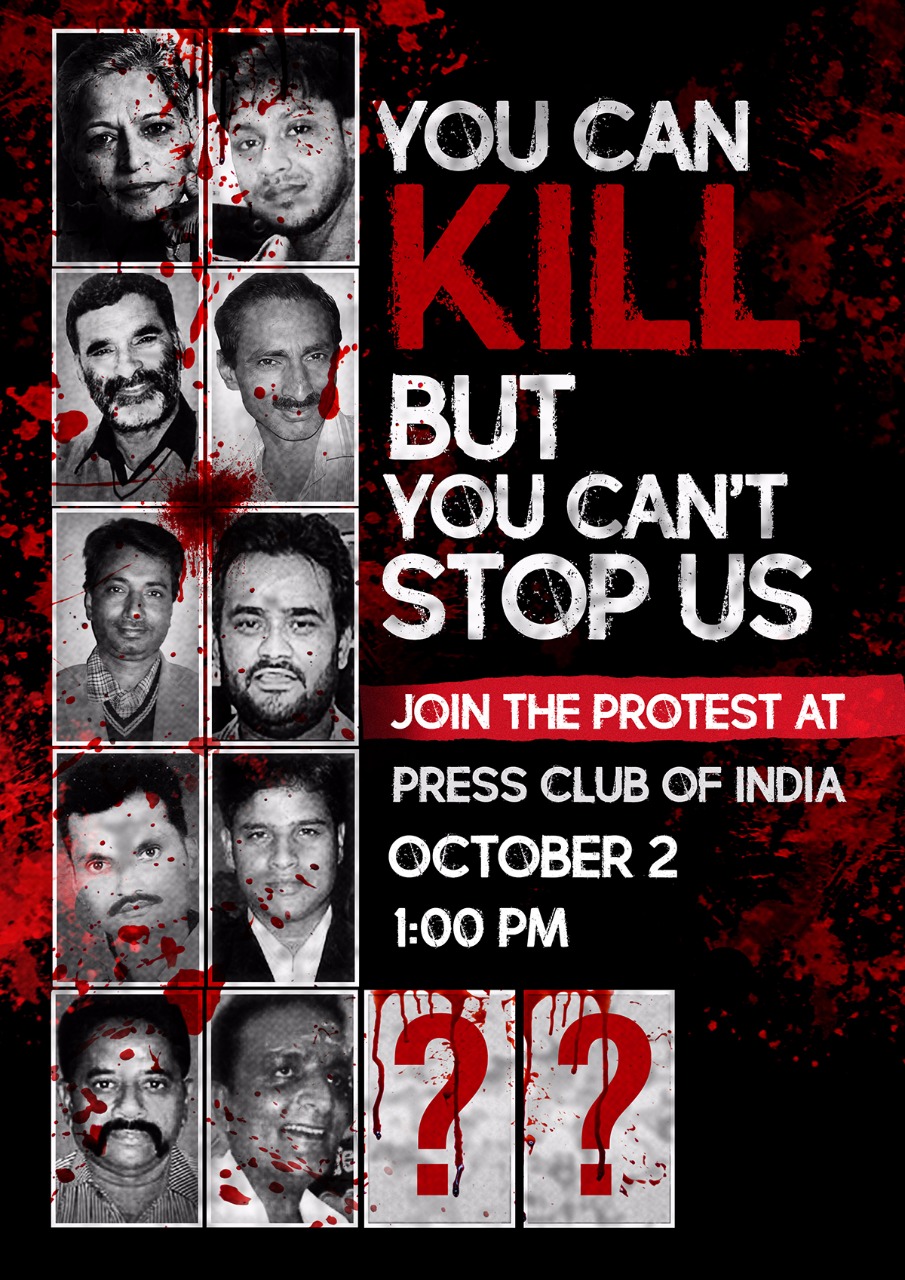 YOU CAN
KILL
BUT
YOU CAN'T
STOP US
JOIN THE PROTEST AT
PRESS CLUB OF INDIA
OCTOBER 2
1:00 PM
? ?